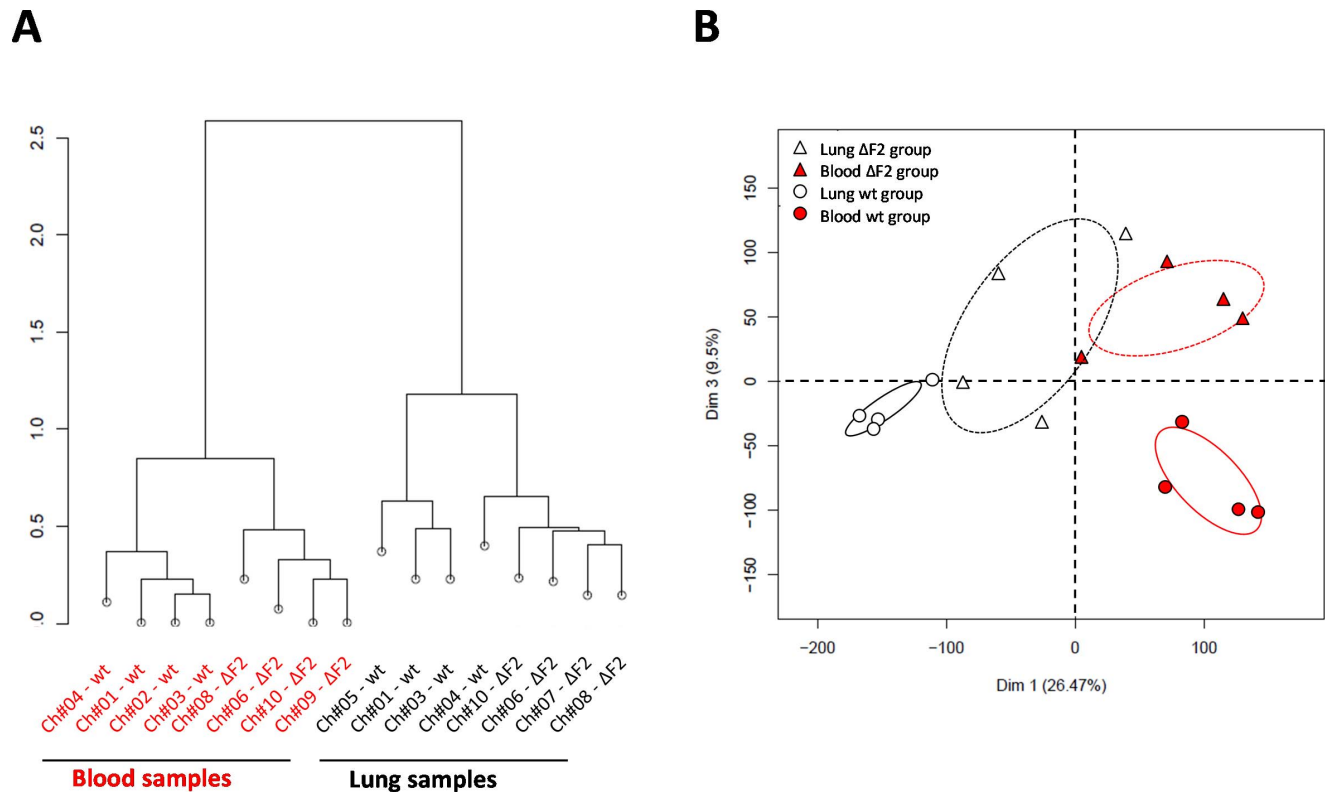 A
2.5
2.0
1.5
1.0
0.5
.0
Ch#04 - wt
Ch#01 - wt
Ch#02 - wt
Ch#03 - wt
Ch#08 - ΔF2
Ch#06 - ΔF2
Ch#10 - ΔF2
Ch#09 - ΔF2
Ch#05 - wt
Ch#01 - wt
Ch#03 - wt
Ch#04 - wt
Ch#10 - ΔF2
Ch#06 - ΔF2
Ch#07 - ΔF2
Ch#08 - ΔF2
Blood samples
Lung samples
B
Lung ΔF2 group
Blood ΔF2 group
Lung wt group
Blood wt group
Dim 3 (9.5%)
150
100
50
0
−50
−100
−150
−200
−100
0
100
Dim 1 (26.47%)